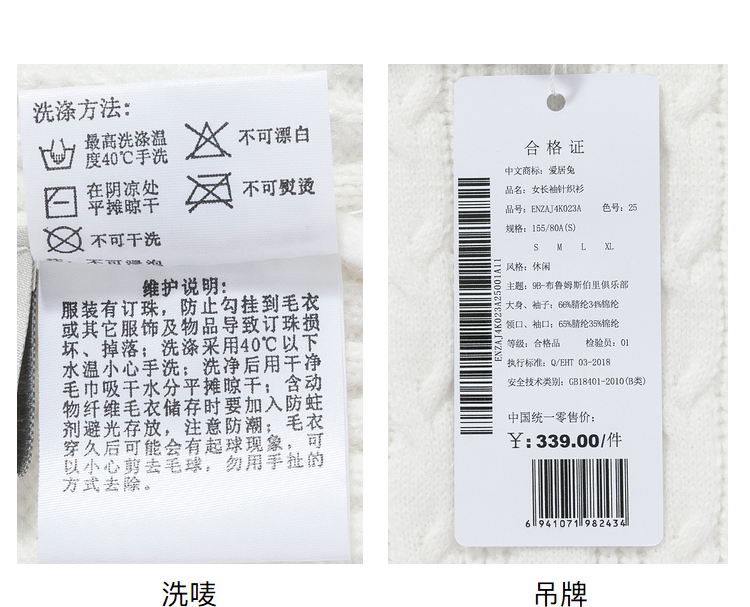 洗涤方法:
最高洗涤温
度40℃手洗
不可漂白
在阴凉处
平摊晾干
不可熨烫
不可干洗
维护说明:
服装有订珠,防止勾挂到毛衣
或其它服饰及物品导致订珠损
坏、掉落;洗涤采用40℃以下
水温小心手洗;洗净后用干净
毛巾吸干水分平摊晾干;含动
物纤维毛衣储存时要加入防蛀
剂避光存放,注意防潮;毛衣
穿久后可能会有起球现象,可
以小心剪去毛球,勿用手扯的
方式去除。
洗唛
合格证
中文商标:爱居兔
品名:女长袖针织衫
品号:ENZAJ4K023A 色号:25
规格:155/80A(S)
S M L XL
风格:休闲
主题:9B-布鲁姆斯伯里俱乐部
大身、袖子:66%腈纶34%锦纶
领口、袖口:65%腈纶35%锦纶
等级:合格品 检验员:01
执行标准:Q/EHT 03-2018
安全技术类别:GB18401-2010(B类)
中国统一零售价:
¥:339.00/件
6 941071 982434
ENZAJ4K023A25001A11
吊牌